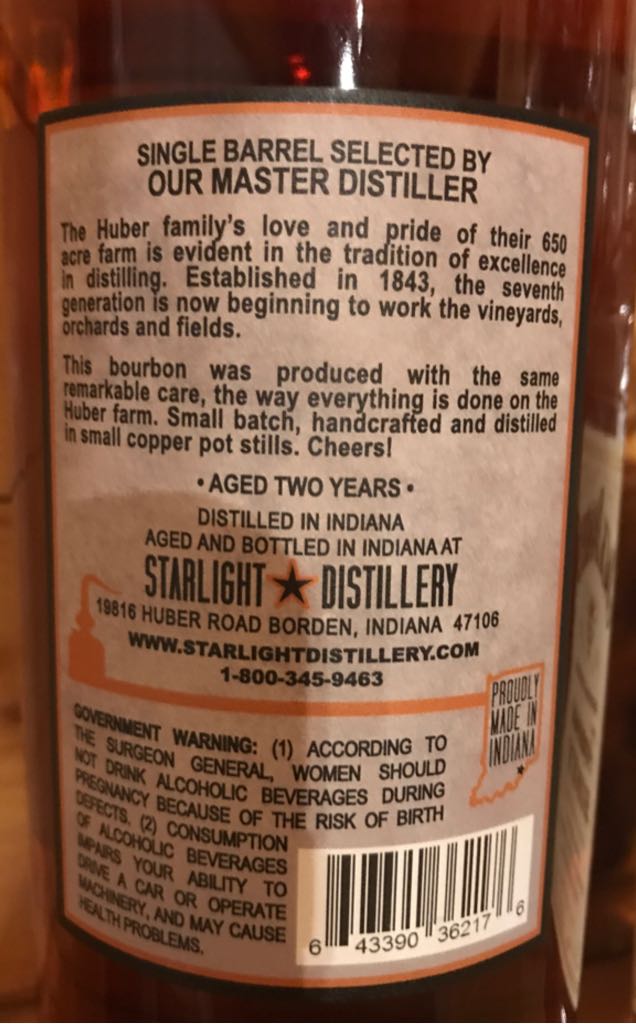 SINGLE BARREL SELECTED BY
OUR MASTER DISTILLER
The Huber family's love and pride of their 650
acre farm is evident in the tradition of excellence
in distilling. Established in 1843, the seventh
generation is now beginning to work the vineyards,
orchards and fields.
This bourbon was produced with the same
remarkable care, the way everything is done on the
Huber farm. Small batch, handcrafted and distilled
in small copper pot stills. Cheers!
• AGED TWO YEARS •
DISTILLED IN INDIANA
AGED AND BOTTLED IN INDIANA AT
STARLIGHT ★ DISTILLERY
19816 HUBER ROAD BORDEN, INDIANA 47106
WWW.STARLIGHTDISTILLERY.COM
1-800-345-9463
PROUDLY
MADE IN
INDIANA
GOVERNMENT WARNING: (1) ACCORDING TO
THE SURGEON GENERAL, WOMEN SHOULD
NOT DRINK ALCOHOLIC BEVERAGES DURING
PREGNANCY BECAUSE OF THE RISK OF BIRTH
DEFECTS. (2) CONSUMPTION
OF ALCOHOLIC BEVERAGES
IMPAIRS YOUR ABILITY TO
DRIVE A CAR OR OPERATE
MACHINERY, AND MAY CAUSE
HEALTH PROBLEMS.
6 43390 36217 6